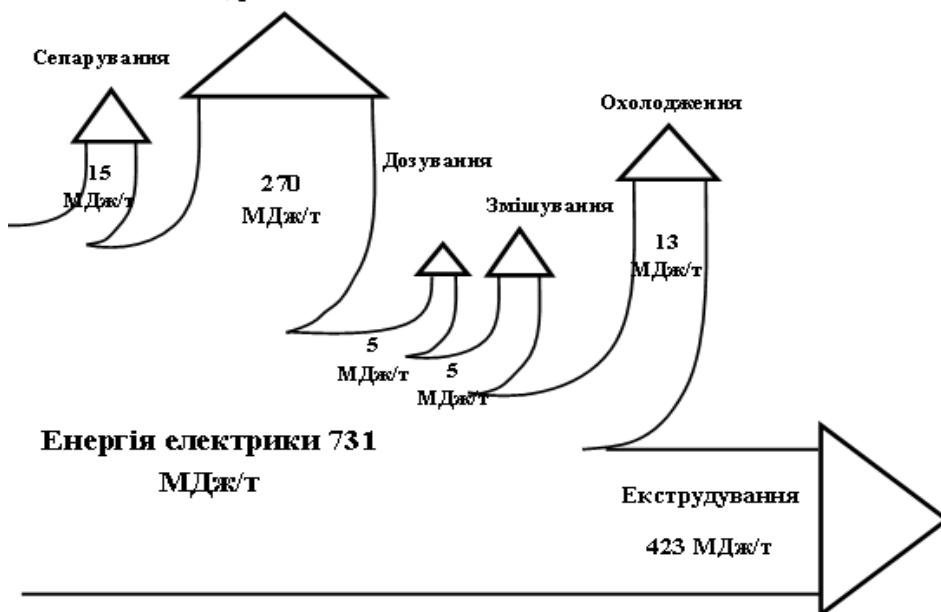 Сепарування
15
МДж/т
270
МДж/т
Дозування
Змішування
Охолодження
13
МДж/т
5
МДж/т
5
МДж/т
Енергія електрики 731
МДж/т
Екструдування
423 МДж/т